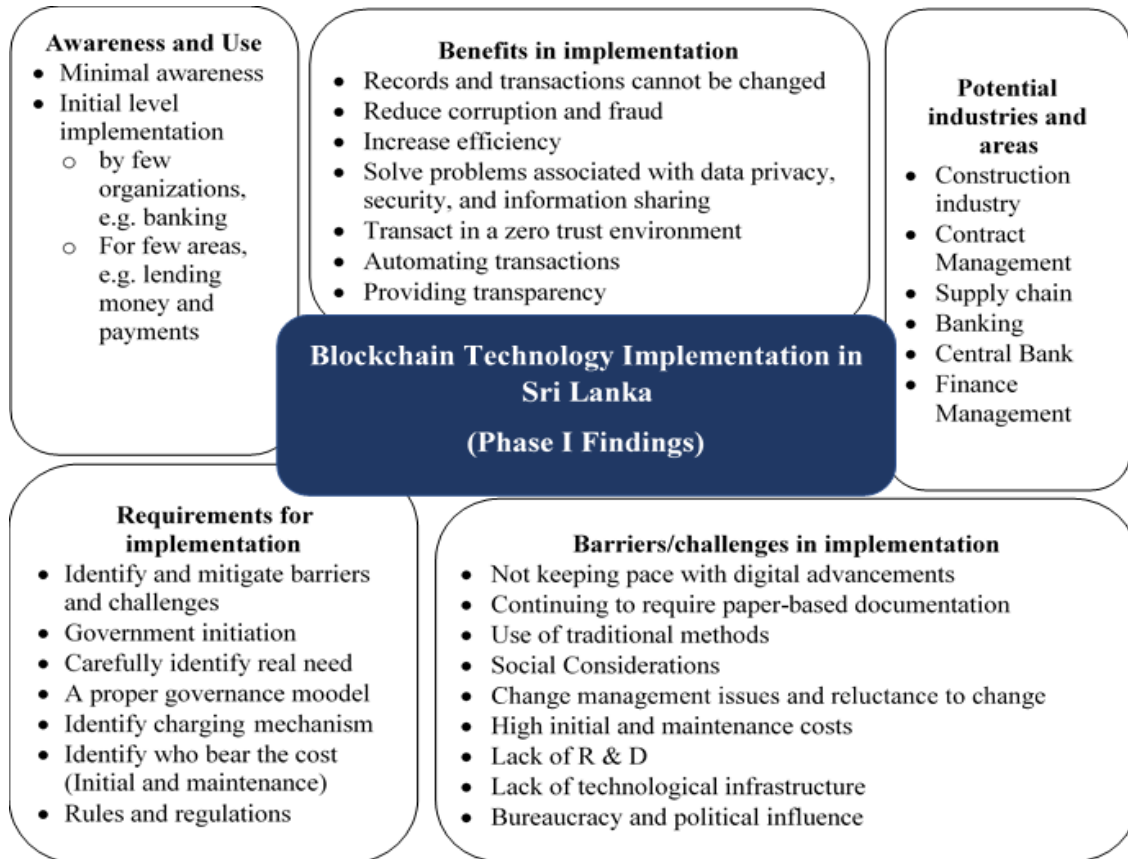 Awareness and Use
• Minimal awareness
• Initial level
implementation
o by few
organizations,
e.g. banking
o For few areas,
e.g. lending
money and
payments
Benefits in implementation
• Records and transactions cannot be changed
• Reduce corruption and fraud
• Increase efficiency
• Solve problems associated with data privacy,
security, and information sharing
• Transact in a zero trust environment
• Automating transactions
• Providing transparency
Potential
industries and
areas
• Construction
industry
• Contract
Management
• Supply chain
• Banking
• Central Bank
• Finance
Management
Blockchain Technology Implementation in
Sri Lanka
(Phase I Findings)
Requirements for
implementation
• Identify and mitigate barriers
and challenges
• Government initiation
• Carefully identify real need
• A proper governance moodel
• Identify charging mechanism
• Identify who bear the cost
(Initial and maintenance)
• Rules and regulations
Barriers/challenges in implementation
• Not keeping pace with digital advancements
• Continuing to require paper-based documentation
• Use of traditional methods
• Social Considerations
• Change management issues and reluctance to change
• High initial and maintenance costs
• Lack of R & D
• Lack of technological infrastructure
• Bureaucracy and political influence